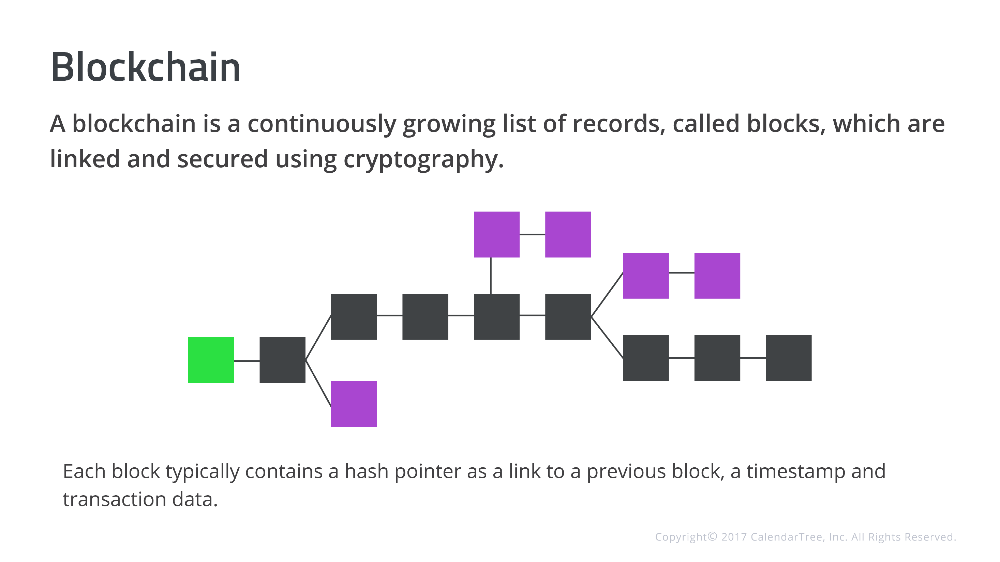 Blockchain
A blockchain is a continuously growing list of records, called blocks, which are
linked and secured using cryptography.
Each block typically contains a hash pointer as a link to a previous block, a timestamp and
transaction data.
Copyright© 2017 CalendarTree, Inc. All Rights Reserved.